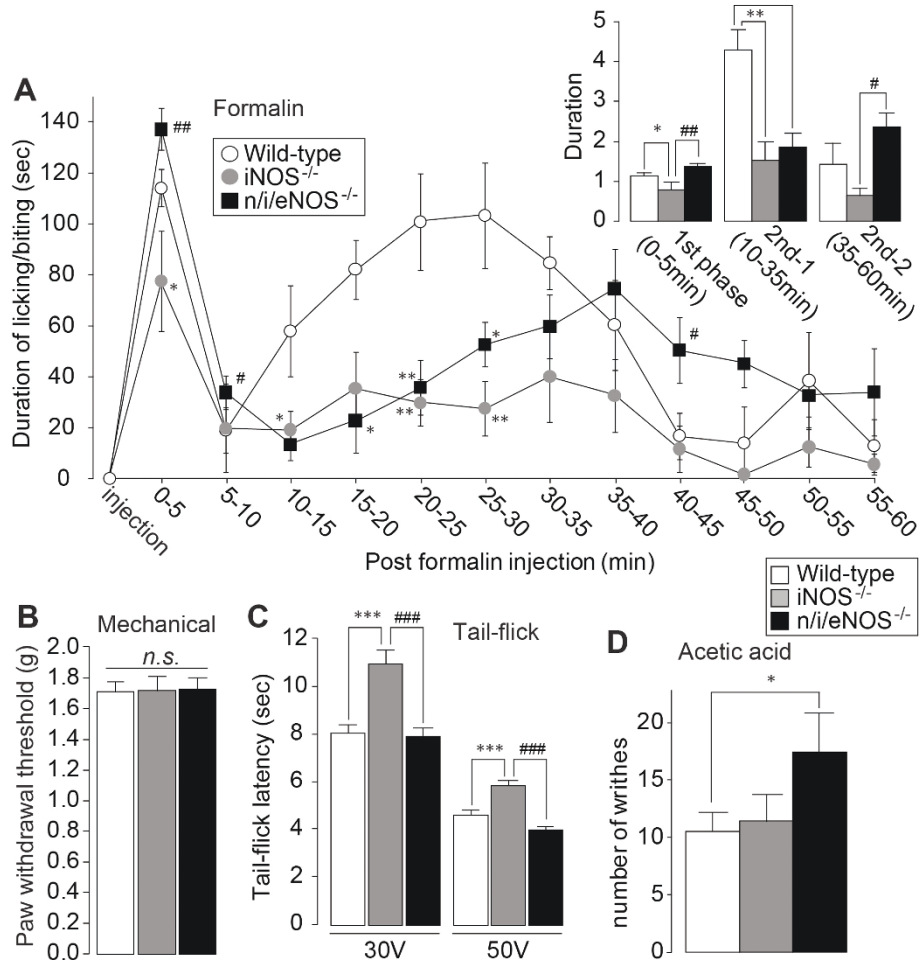 A
Formalin
Wild-type
iNOS-/-
n/i/eNOS-/-
Duration of licking/biting (sec)
140
120
100
80
60
40
20
0
##
*
#
*
*
**
**
*
**
#
injection
0-5
5-10
10-15
15-20
20-25
25-30
30-35
35-40
40-45
45-50
50-55
55-60
Post formalin injection (min)
Duration
5
4
3
2
1
0
*
##
**
#
1st phase
(0-5min)
2nd-1
(10-35min)
2nd-2
(35-60min)
Wild-type
iNOS-/-
n/i/eNOS-/-
B
Mechanical
Paw withdrawal threshold (g)
2.0
1.8
1.6
1.4
1.2
1.0
0.8
0.6
0.4
0.2
0.0
n.s.
C
Tail-flick
Tail-flick latency (sec)
12
10
8
6
4
2
0
***
###
***
###
30V
50V
D
Acetic acid
number of writhes
20
15
10
5
0
*